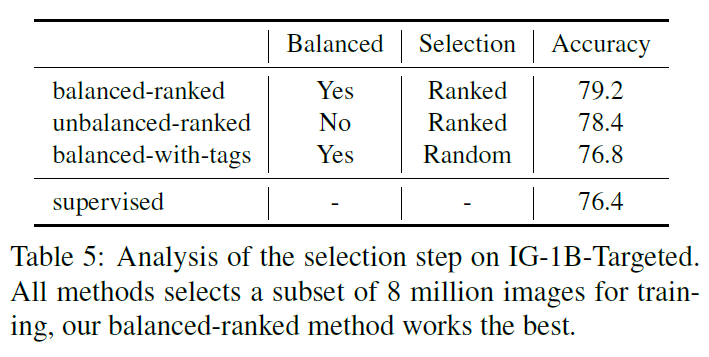 Balanced Selection Accuracy
balanced-ranked Yes Ranked 79.2
unbalanced-ranked No Ranked 78.4
balanced-with-tags Yes Random 76.8
supervised - - 76.4
Table 5: Analysis of the selection step on IG-1B-Targeted.
All methods selects a subset of 8 million images for train-
ing, our balanced-ranked method works the best.